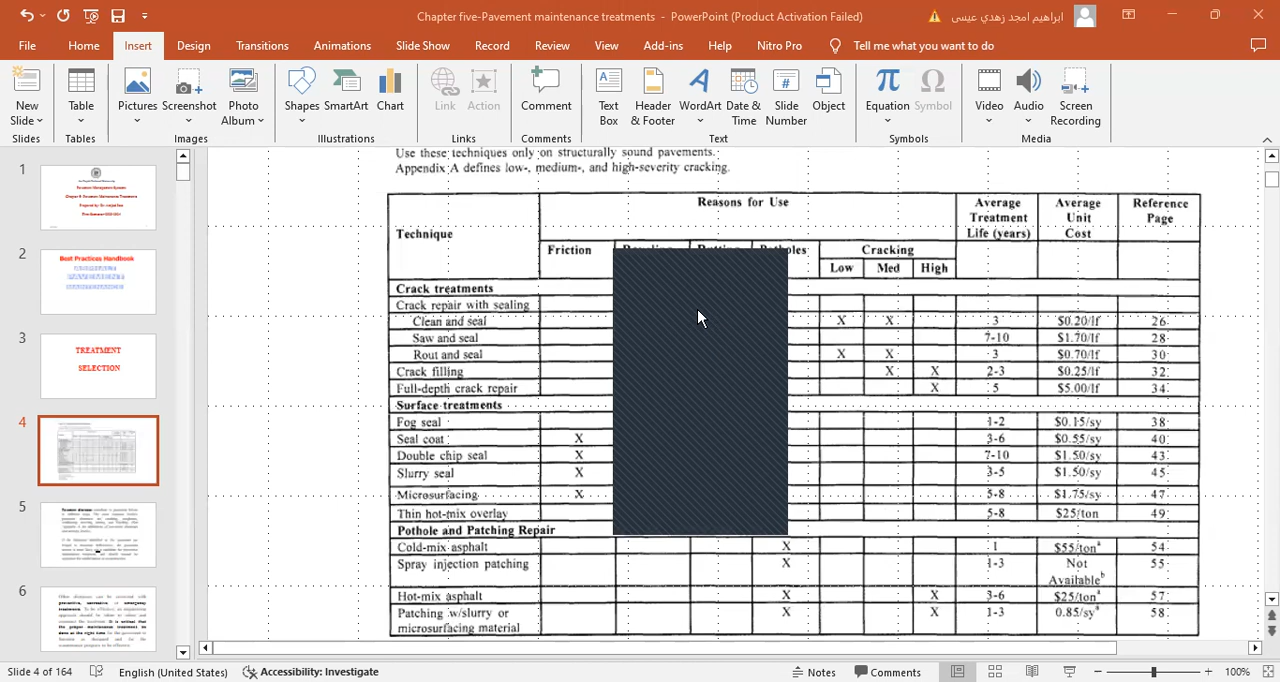 Chapter five-Pavement maintenance treatments - PowerPoint (Product Activation Failed)
ابراهيم امجد زهدي عيسى
File Home Insert Design Transitions Animations Slide Show Record Review View Add-ins Help Nitro Pro Tell me what you want to do
New Slide Table Pictures Screenshot Photo Album Shapes SmartArt Chart Link Action Comment Text Box Header & Footer WordArt Date & Time Slide Number Object Equation Symbol Video Audio Screen Recording
Slides Tables Images Illustrations Links Comments Text Symbols Media
1
2
Best Practices Handbook
3
TREATMENT
SELECTION
4
5
6
Use these techniques only on structurally sound pavements.
Appendix A defines low-, medium-, and high-severity cracking.
Technique Reasons for Use Average Treatment Life (years) Average Unit Cost Reference Page
Friction Potholes Cracking
Low Med High
Crack treatments
Crack repair with sealing
Clean and seal X X 3 $0.20/lf 26
Saw and seal 7-10 $1.70/lf 28
Rout and seal X X 3 $0.70/lf 30
Crack filling X X 2-3 $0.25/lf 32
Full-depth crack repair X 5 $5.00/lf 34
Surface treatments
Fog seal 1-2 $0.15/sy 38
Seal coat X 3-6 $0.55/sy 40
Double chip seal X 7-10 $1.50/sy 43
Slurry seal X 3-5 $1.50/sy 45
Microsurfacing X 5-8 $1.75/sy 47
Thin hot-mix overlay 5-8 $25/ton 49
Pothole and Patching Repair
Cold-mix asphalt X 1 $55/tonᵃ 54
Spray injection patching X 1-3 Not Availableᵇ 55
Hot-mix asphalt X X 3-6 $25/tonᵃ 57
Patching w/slurry or microsurfacing material X X 1-3 0.85/syᵃ 58
Slide 4 of 164 English (United States) Accessibility: Investigate Notes Comments 100%